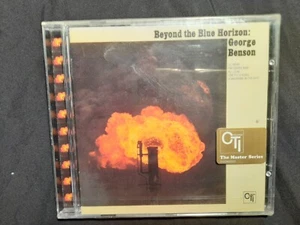 Beyond the Blue Horizon:
George
Benson
CTI
The Master Series
CTI